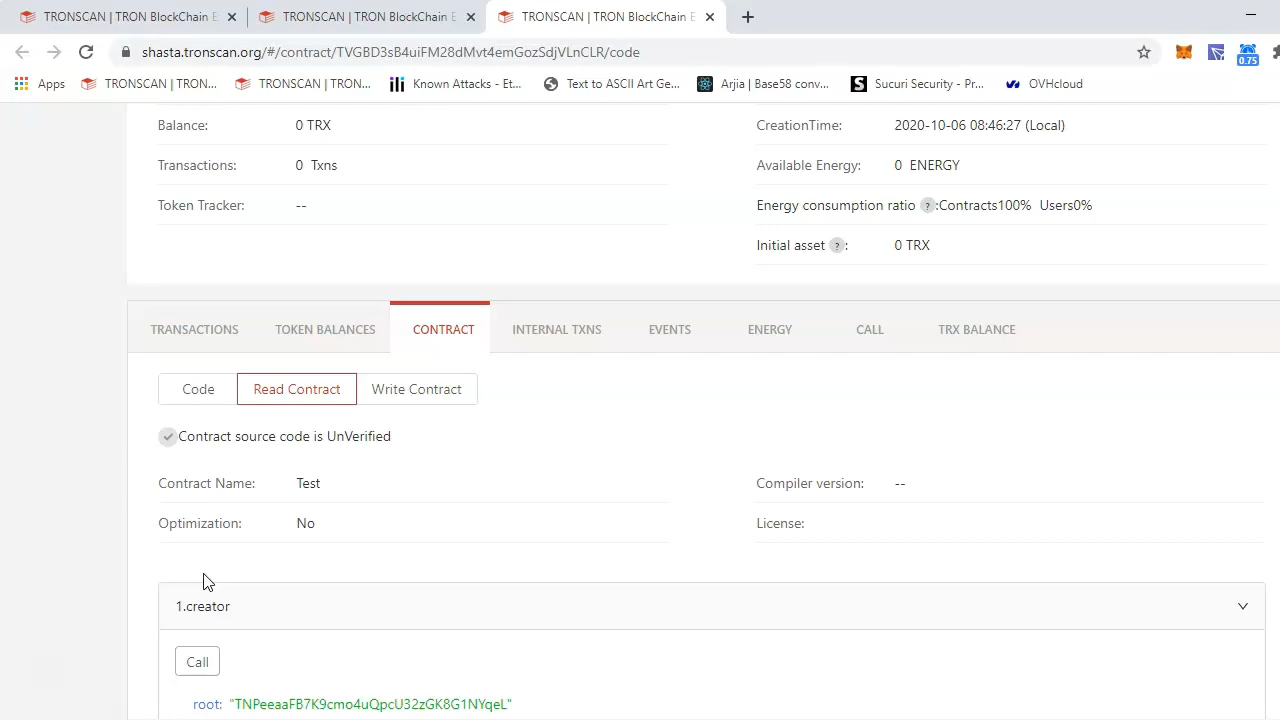 TRONSCAN | TRON BlockChain E
TRONSCAN | TRON BlockChain E
TRONSCAN | TRON BlockChain E
shasta.tronscan.org/#/contract/TVGBD3sB4uiFM28dMvt4emGozSdjVLnCLR/code
0.75
Apps
TRONSCAN | TRON...
TRONSCAN | TRON...
Known Attacks - Et...
Text to ASCII Art Ge...
Arjia | Base58 conv...
S
Sucuri Security - Pr...
OVHcloud
Balance: 0 TRX
CreationTime: 2020-10-06 08:46:27 (Local)
Transactions: 0 Txns
Available Energy: 0 ENERGY
Token Tracker: --
Energy consumption ratio ?:Contracts100% Users0%
Initial asset ?: 0 TRX
TRANSACTIONS
TOKEN BALANCES
CONTRACT
INTERNAL TXNS
EVENTS
ENERGY
CALL
TRX BALANCE
Code
Read Contract
Write Contract
Contract source code is UnVerified
Contract Name: Test
Compiler version: --
Optimization: No
License:
1.creator
Call
root: "TNPeeaaFB7K9cmo4uQpcU32zGK8G1NYqeL"